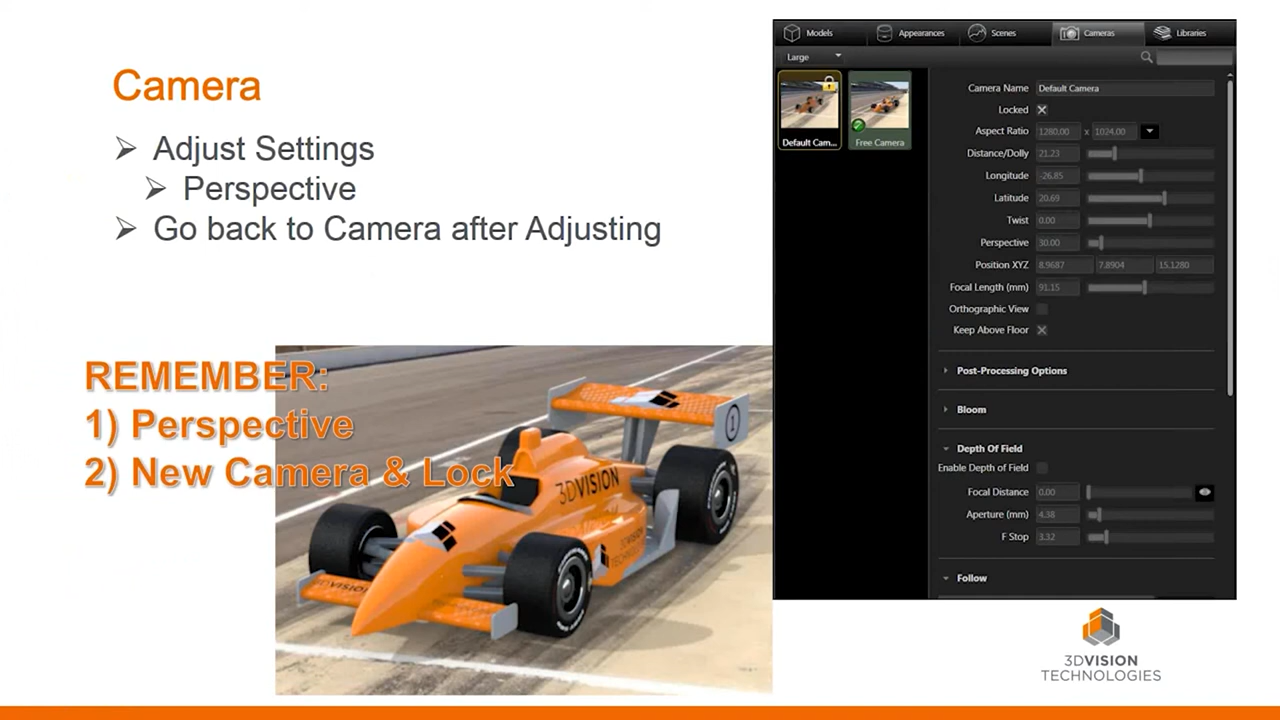 Camera
Adjust Settings
Perspective
Go back to Camera after Adjusting
REMEMBER:
1) Perspective
2) New Camera & Lock
3DVISION
1
3DVISION
TECHNOLOGIES
Models Appearances Scenes Cameras Libraries
Large
Default Cam... Free Camera
Camera Name Default Camera
Locked
Aspect Ratio 1280.00 x 1024.00
Distance/Dolly 21.23
Longitude -26.85
Latitude 20.69
Twist 0.00
Perspective 30.00
Position XYZ 8.9687 7.8904 15.1280
Focal Length (mm) 91.15
Orthographic View
Keep Above Floor
Post-Processing Options
Bloom
Depth Of Field
Enable Depth of Field
Focal Distance 0.00
Aperture (mm) 4.38
F Stop 3.32
Follow
3DVISION
TECHNOLOGIES